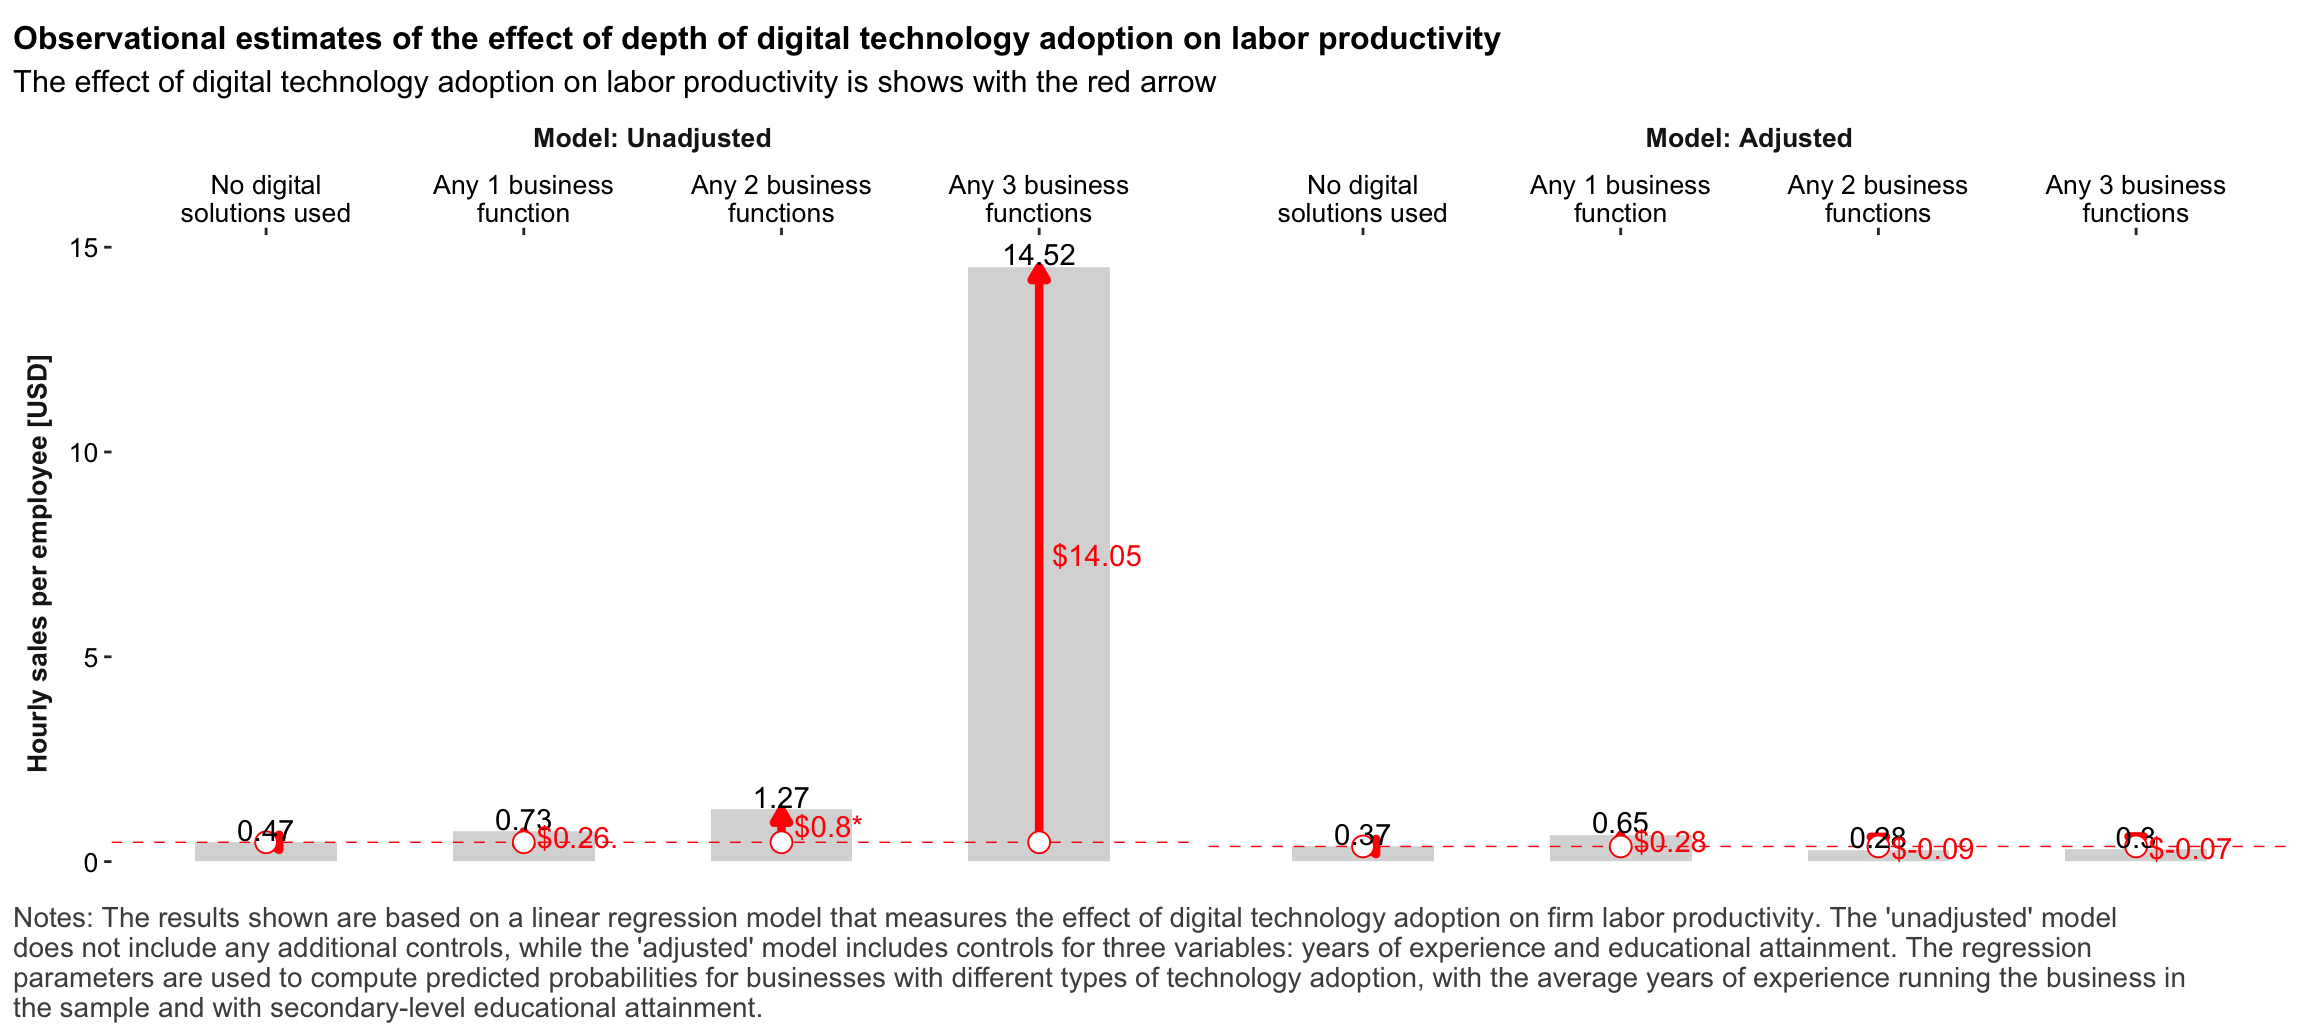 Observational estimates of the effect of depth of digital technology adoption on labor productivity
The effect of digital technology adoption on labor productivity is shows with the red arrow
Model: Unadjusted
Model: Adjusted
No digital
solutions used
Any 1 business
function
Any 2 business
functions
Any 3 business
functions
No digital
solutions used
Any 1 business
function
Any 2 business
functions
Any 3 business
functions
Hourly sales per employee [USD]
15
10
5
0
0.47
0.73
$0.26.
1.27
$0.8*
14.52
$14.05
0.37
0.65
$0.28
0.28
$-0.09
0.3
$-0.07
Notes: The results shown are based on a linear regression model that measures the effect of digital technology adoption on firm labor productivity. The 'unadjusted' model
does not include any additional controls, while the 'adjusted' model includes controls for three variables: years of experience and educational attainment. The regression
parameters are used to compute predicted probabilities for businesses with different types of technology adoption, with the average years of experience running the business in
the sample and with secondary-level educational attainment.